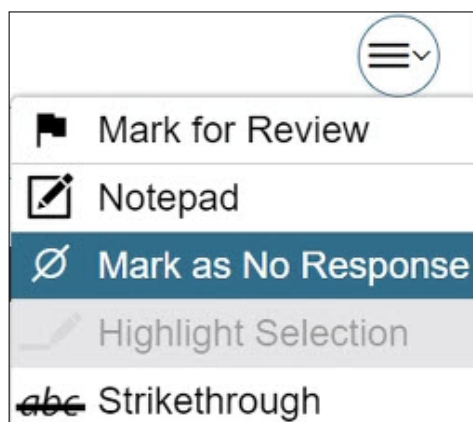 Mark for Review
Notepad
Mark as No Response
Highlight Selection
abc Strikethrough